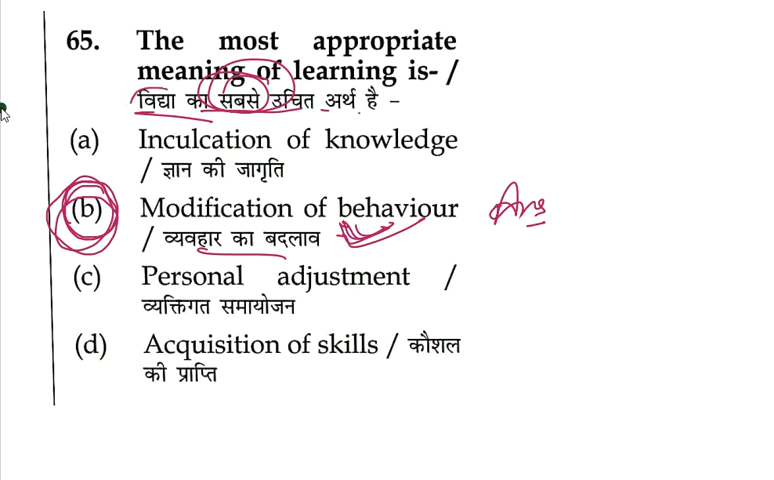 65. The most appropriate
meaning of learning is- /
विद्या का सबसे उचित अर्थ है -
(a) Inculcation of knowledge
/ ज्ञान की जागृति
(b) Modification of behaviour Ans
/ व्यवहार का बदलाव
(c) Personal adjustment /
व्यक्तिगत समायोजन
(d) Acquisition of skills / कौशल
की प्राप्ति